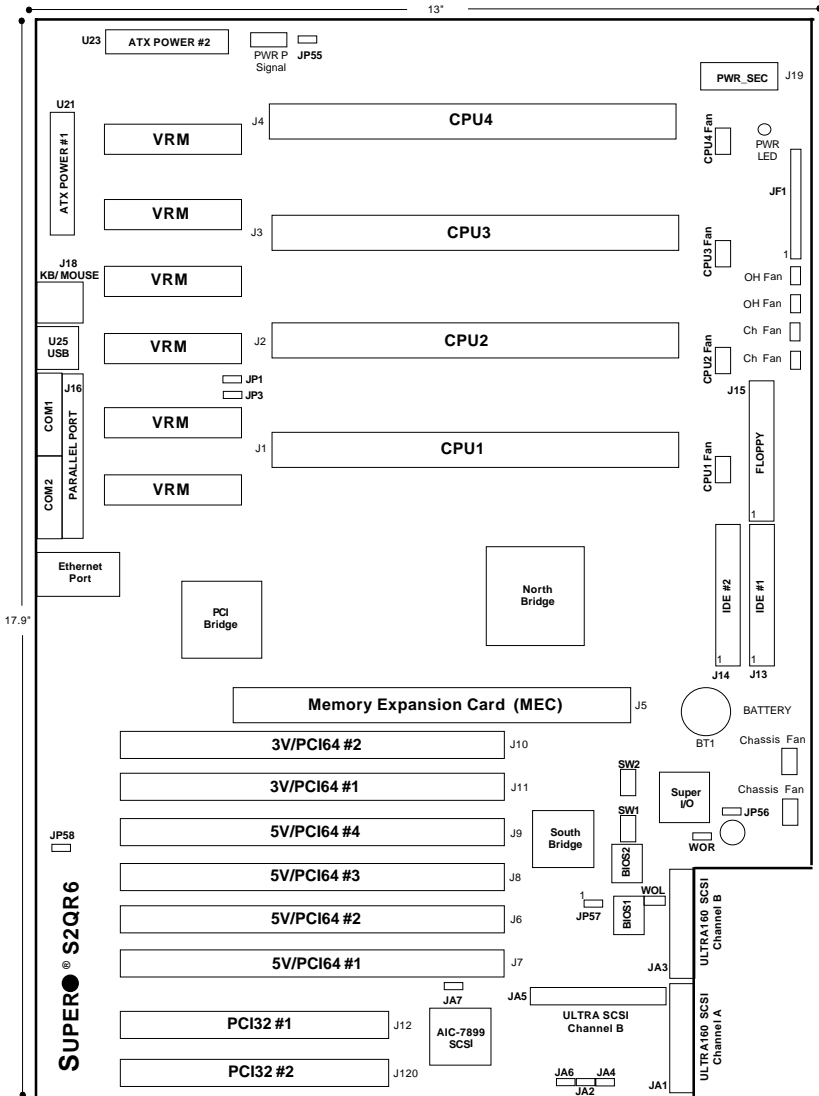 13"
U23
ATX POWER #2
PWR P
Signal
JP55
PWR_SEC
J19
U21
ATX POWER #1
VRM
J4
CPU4
CPU4 Fan
PWR
LED
JF1
1
VRM
J3
CPU3
CPU3 Fan
OH Fan
OH Fan
Ch Fan
Ch Fan
J18
KB/ MOUSE
VRM
U25
USB
VRM
J2
CPU2
CPU2 Fan
JP1
JP3
J15
FLOPPY
1
COM1
J16
PARALLEL PORT
COM2
VRM
J1
CPU1
CPU1 Fan
VRM
Ethernet
Port
PCI
Bridge
North
Bridge
IDE #2
1
J14
IDE #1
1
J13
17.9"
Memory Expansion Card (MEC)
J5
BATTERY
BT1
Chassis Fan
3V/PCI64 #2
J10
3V/PCI64 #1
J11
SW2
Super
I/O
Chassis Fan
JP56
5V/PCI64 #4
J9
South
Bridge
SW1
WOR
JP58
BIOS2
5V/PCI64 #3
J8
WOL
1
JP57
BIOS1
ULTRA160 SCSI
Channel B
JA3
5V/PCI64 #2
J6
5V/PCI64 #1
J7
SUPER® S2QR6
JA7
JA5
ULTRA SCSI
Channel B
ULTRA160 SCSI
Channel A
JA1
PCI32 #1
J12
AIC-7899
SCSI
PCI32 #2
J120
JA6
JA4
JA2